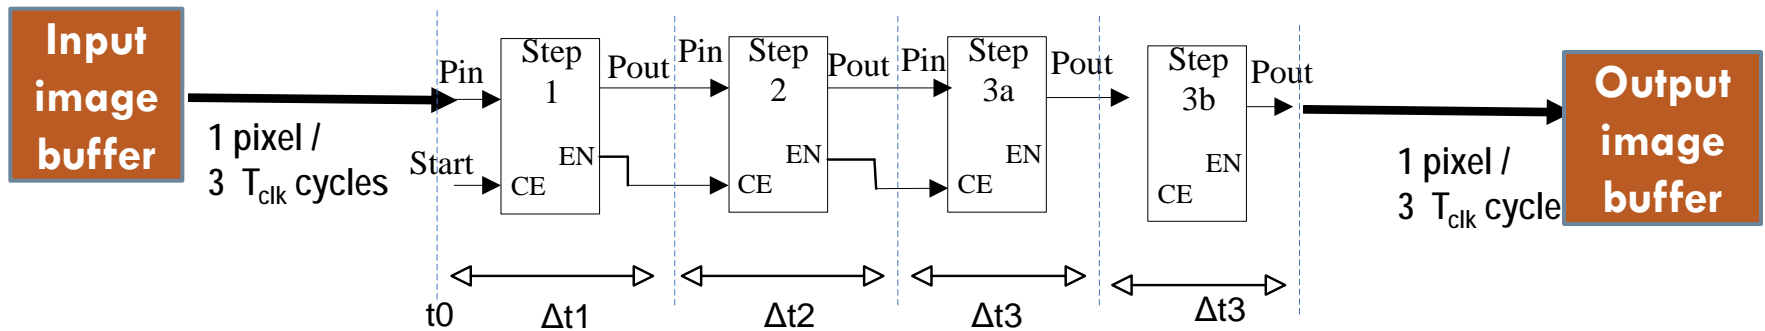 Input
image
buffer
1 pixel /
3 Tclk cycles
Pin
Start
Step
1
EN
CE
Pout
Pin
Step
2
EN
CE
Pout
Pin
Step
3a
EN
CE
Pout
Step
3b
EN
CE
Pout
1 pixel /
3 Tclk cycle
Output
image
buffer
t0
Δt1
Δt2
Δt3
Δt3